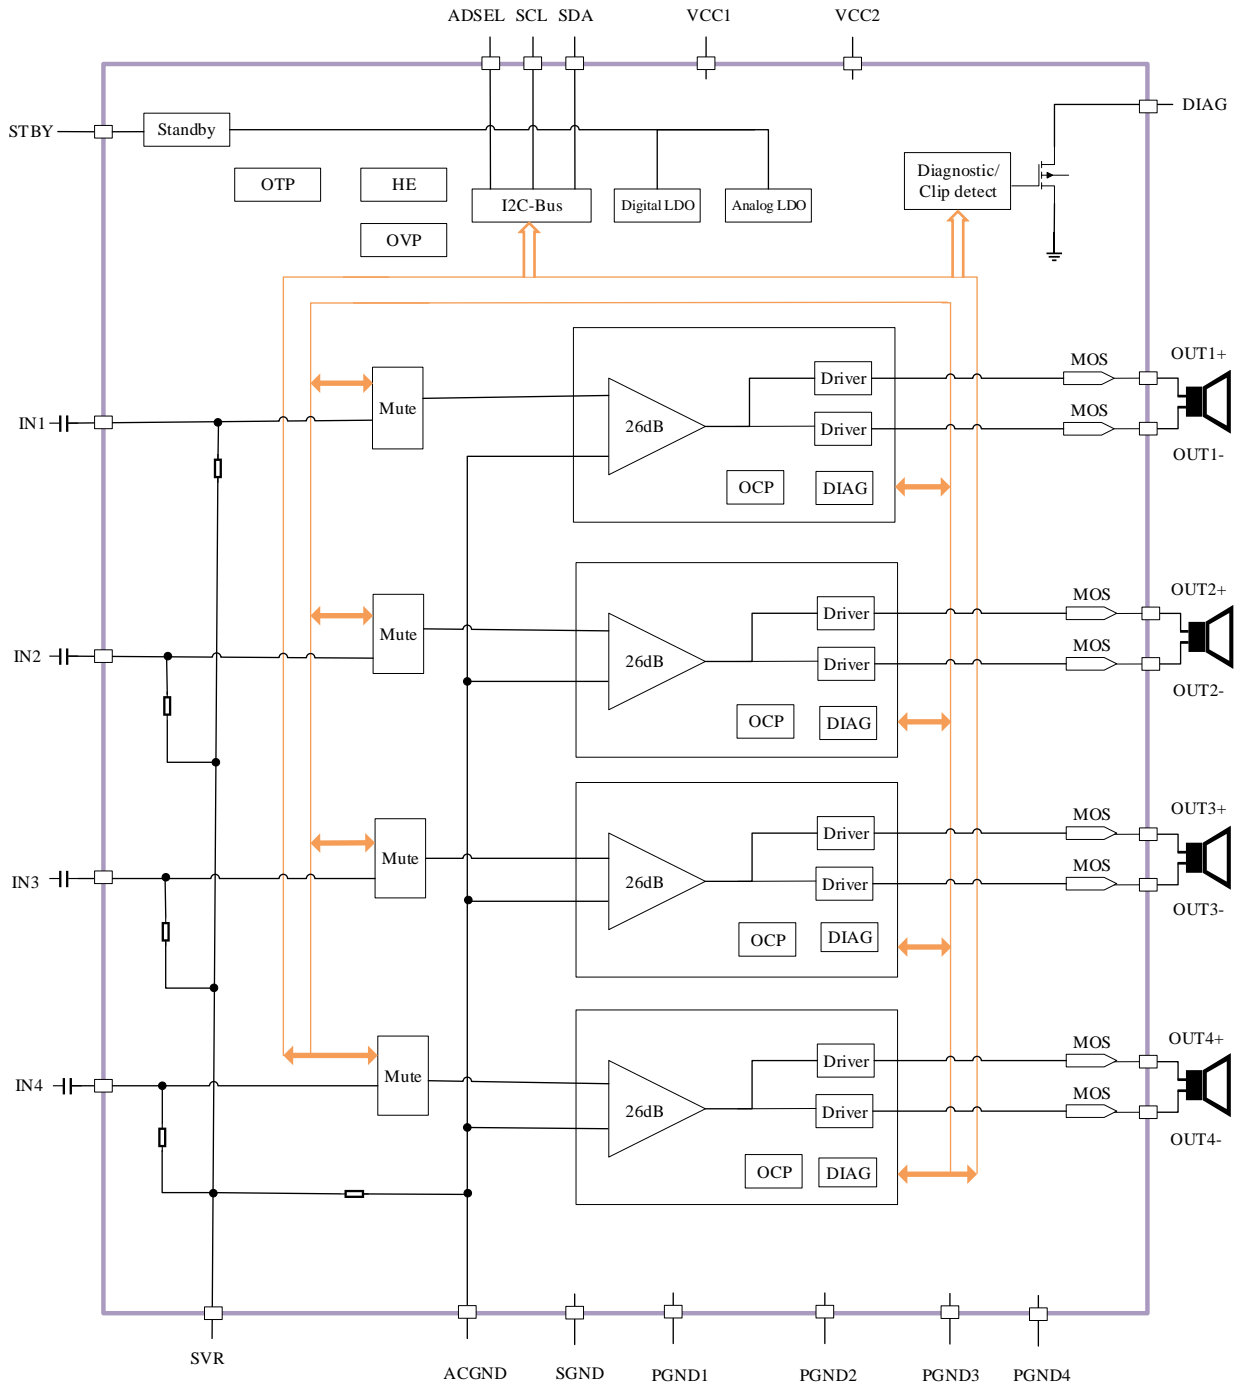 ADSEL SCL SDA VCC1 VCC2
STBY
Standby
DIAG
OTP
HE
OVP
I2C-Bus
Digital LDO
Analog LDO
Diagnostic/
Clip detect
IN1
Mute
26dB
Driver
Driver
OCP
DIAG
MOS
MOS
OUT1+
OUT1-
IN2
Mute
26dB
Driver
Driver
OCP
DIAG
MOS
MOS
OUT2+
OUT2-
IN3
Mute
26dB
Driver
Driver
OCP
DIAG
MOS
MOS
OUT3+
OUT3-
IN4
Mute
26dB
Driver
Driver
OCP
DIAG
MOS
MOS
OUT4+
OUT4-
SVR
ACGND
SGND
PGND1
PGND2
PGND3
PGND4